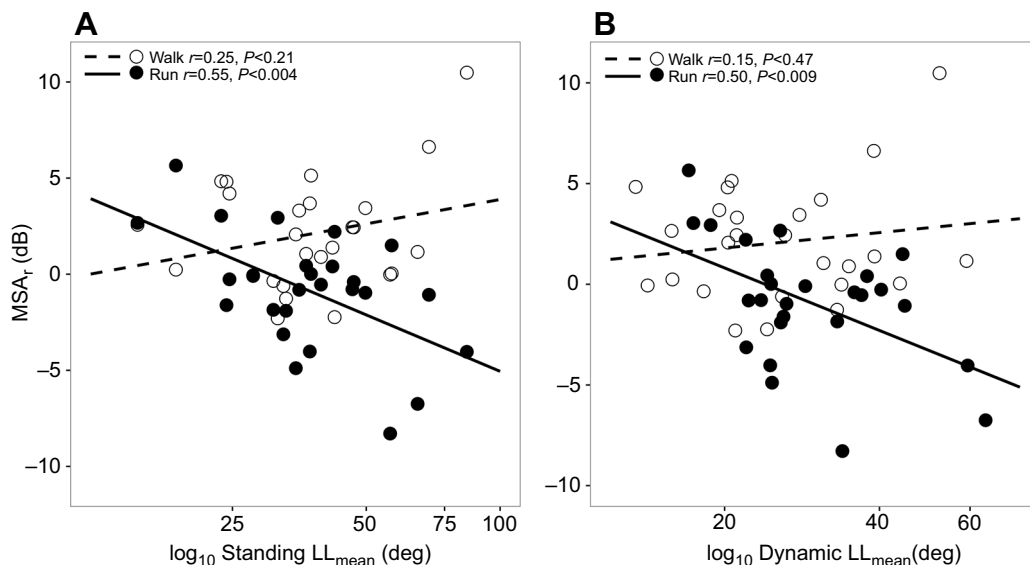 A
Walk r=0.25, P<0.21
Run r=0.55, P<0.004
10
5
0
–5
–10
MSAr (dB)
25
50
75
100
log10 Standing LLmean (deg)
B
Walk r=0.15, P<0.47
Run r=0.50, P<0.009
10
5
0
–5
–10
20
40
60
log10 Dynamic LLmean(deg)